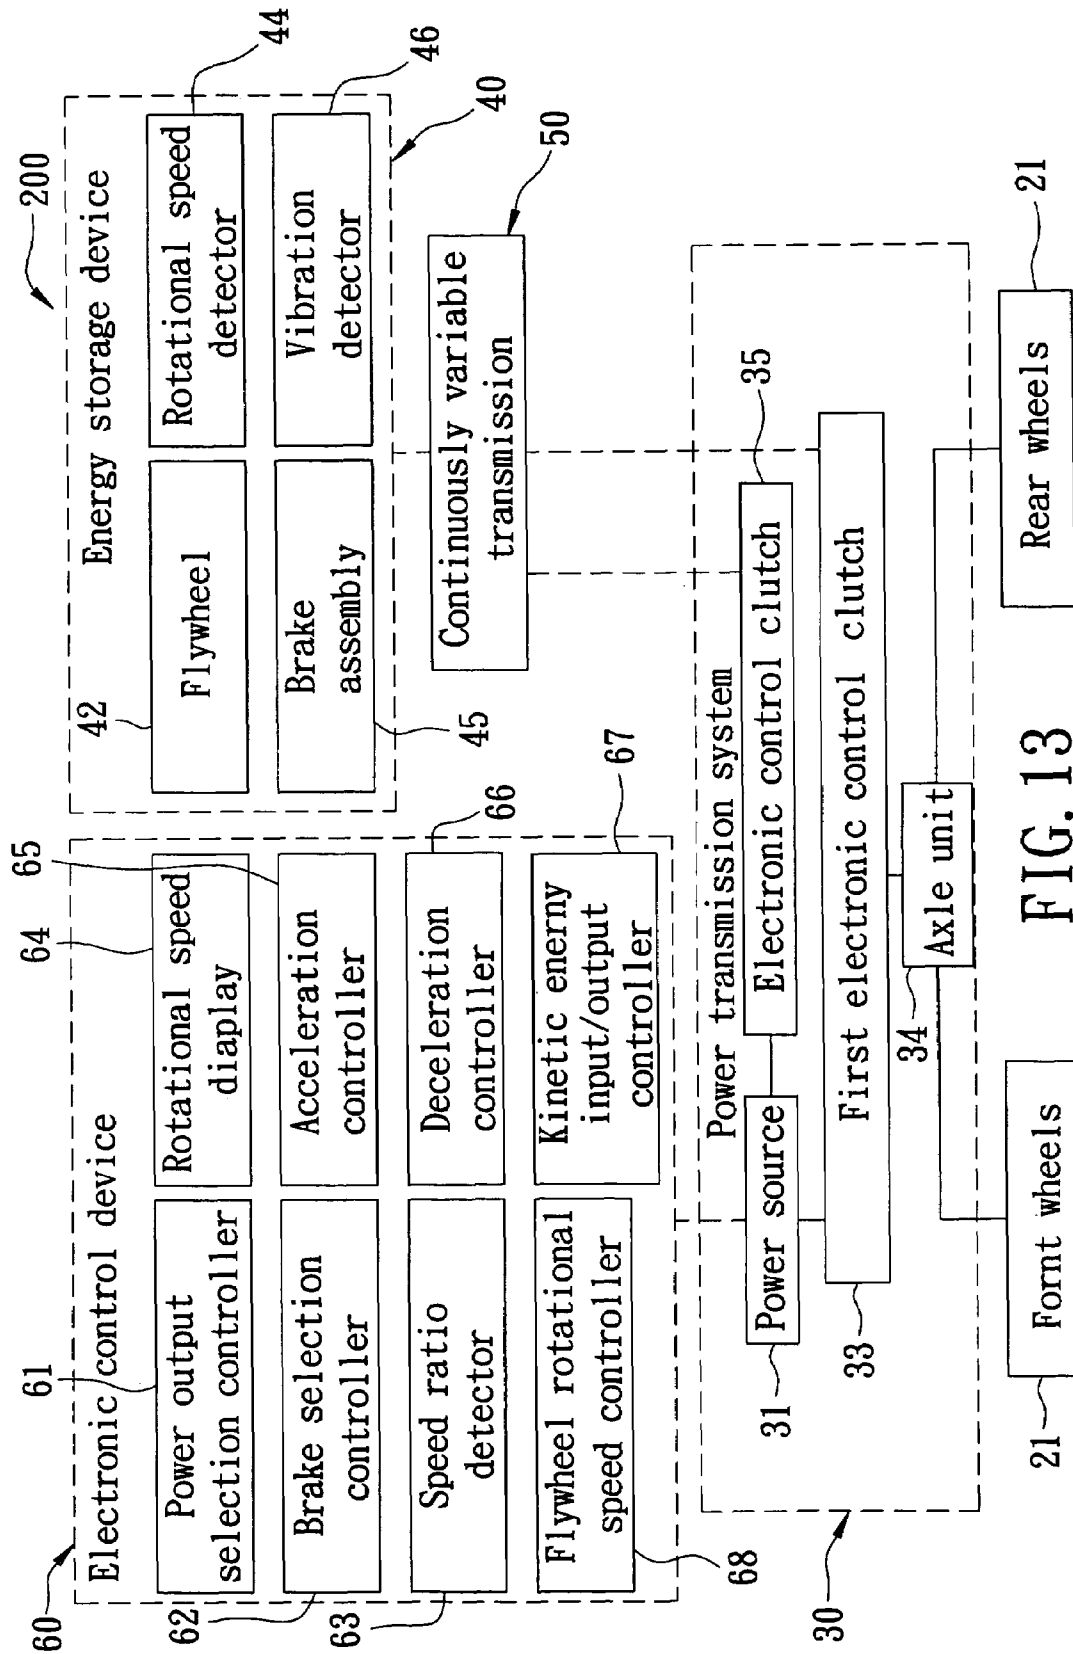 200
60
Electronic control device
61
Power output
selection controller
64
Rotational speed
diaplay
62
Brake selection
controller
65
Acceleration
controller
63
Speed ratio
detector
66
Deceleration
controller
68
Flywheel rotational
speed controller
67
Kinetic enerny
input/output
controller
Energy storage device
42
Flywheel
44
Rotational speed
detector
45
Brake
assembly
46
Vibration
detector
40
50
Continuously variable
transmission
30
Power transmission system
31
Power source
35
Electronic control clutch
33
First electronic control clutch
34
Axle unit
21
Fornt wheels
21
Rear wheels
FIG. 13